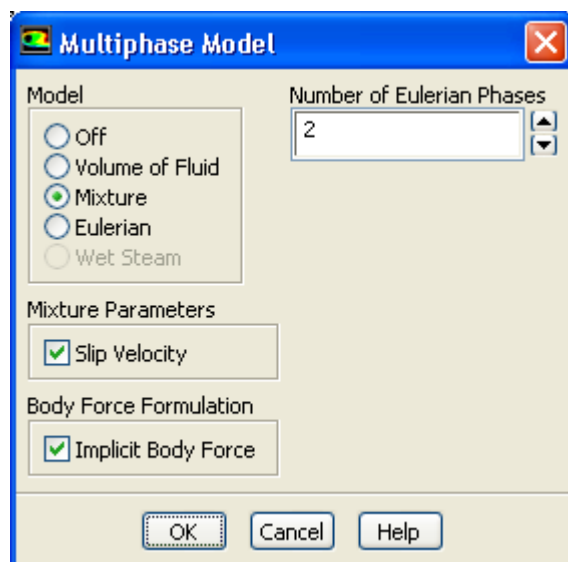 Multiphase Model
Model
Off
Volume of Fluid
Mixture
Eulerian
Wet Steam
Number of Eulerian Phases
2
Mixture Parameters
Slip Velocity
Body Force Formulation
Implicit Body Force
OK Cancel Help